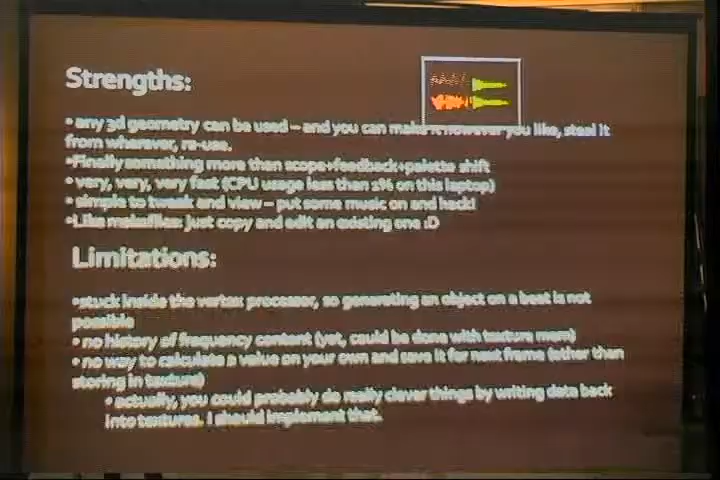 Strengths:
• any 3d geometry can be used – and you can make it however you like, steal it
from wherever, re-use.
•Finally something more than scope+feedback+palette shift
• very, very, very fast (CPU usage less than 1% on this laptop)
• simple to tweak and view – put some music on and hack!
•Like makefiles: just copy and edit an existing one :D
Limitations:
•stuck inside the vertex processor, so generating an object on a beat is not
possible
• no history of frequency content (yet, could be done with texture mem)
• no way to calculate a value on your own and save it for next frame (other than
storing in texture)
• actually, you could probably do really clever things by writing data back
into textures. I should implement that.